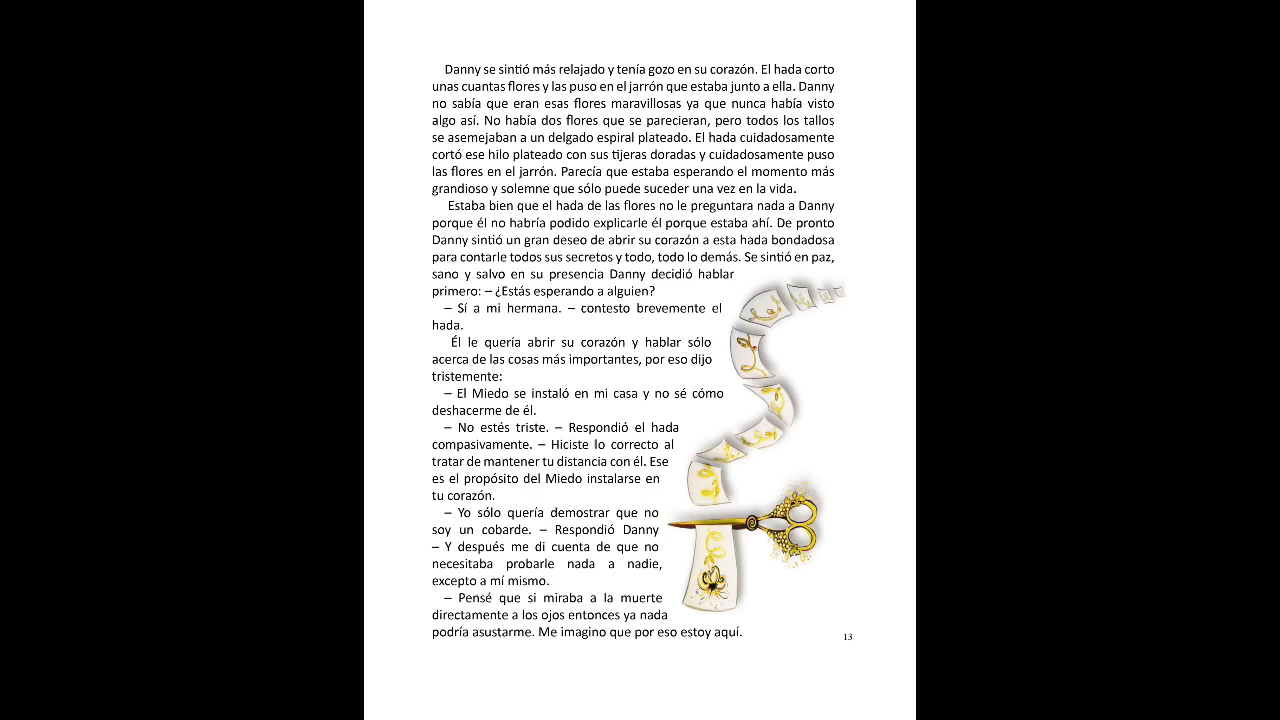 Danny se sintió más relajado y tenía gozo en su corazón. El hada corto
unas cuantas flores y las puso en el jarrón que estaba junto a ella. Danny
no sabía que eran esas flores maravillosas ya que nunca había visto
algo así. No había dos flores que se parecieran, pero todos los tallos
se asemejaban a un delgado espiral plateado. El hada cuidadosamente
cortó ese hilo plateado con sus tijeras doradas y cuidadosamente puso
las flores en el jarrón. Parecía que estaba esperando el momento más
grandioso y solemne que sólo puede suceder una vez en la vida.
Estaba bien que el hada de las flores no le preguntara nada a Danny
porque él no habría podido explicarle él porque estaba ahí. De pronto
Danny sintió un gran deseo de abrir su corazón a esta hada bondadosa
para contarle todos sus secretos y todo, todo lo demás. Se sintió en paz,
sano y salvo en su presencia Danny decidió hablar
primero: – ¿Estás esperando a alguien?
– Sí a mi hermana. – contesto brevemente el
hada.
Él le quería abrir su corazón y hablar sólo
acerca de las cosas más importantes, por eso dijo
tristemente:
– El Miedo se instaló en mi casa y no sé cómo
deshacerme de él.
– No estés triste. – Respondió el hada
compasivamente. – Hiciste lo correcto al
tratar de mantener tu distancia con él. Ese
es el propósito del Miedo instalarse en
tu corazón.
– Yo sólo quería demostrar que no
soy un cobarde. – Respondió Danny
– Y después me di cuenta de que no
necesitaba probarle nada a nadie,
excepto a mí mismo.
– Pensé que si miraba a la muerte
directamente a los ojos entonces ya nada
podría asustarme. Me imagino que por eso estoy aquí.
13